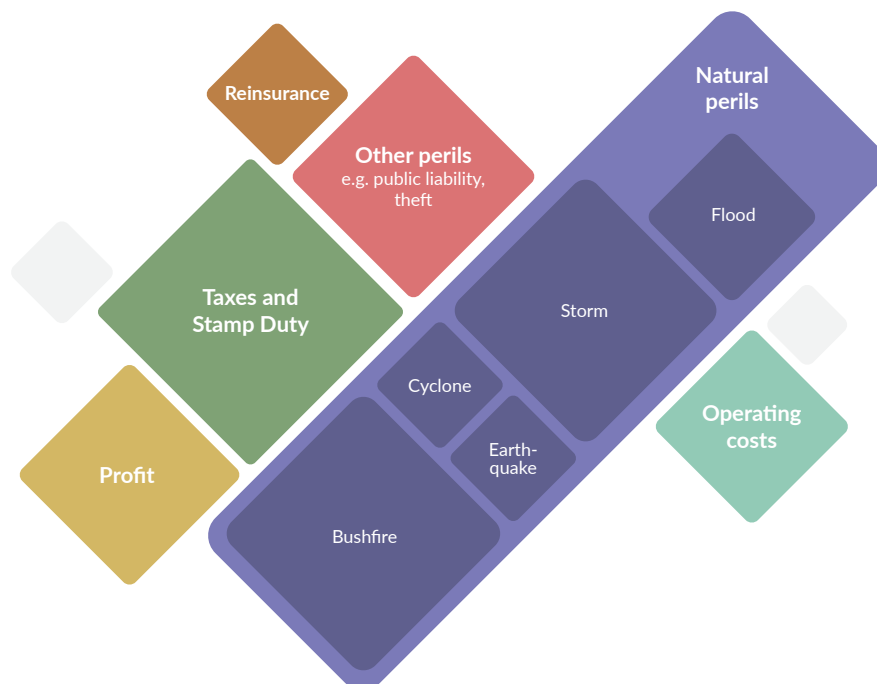 Natural
perils
Reinsurance
Other perils
e.g. public liability,
theft
Flood
Taxes and
Stamp Duty
Storm
Cyclone
Operating
costs
Earth-
quake
Profit
Bushfire